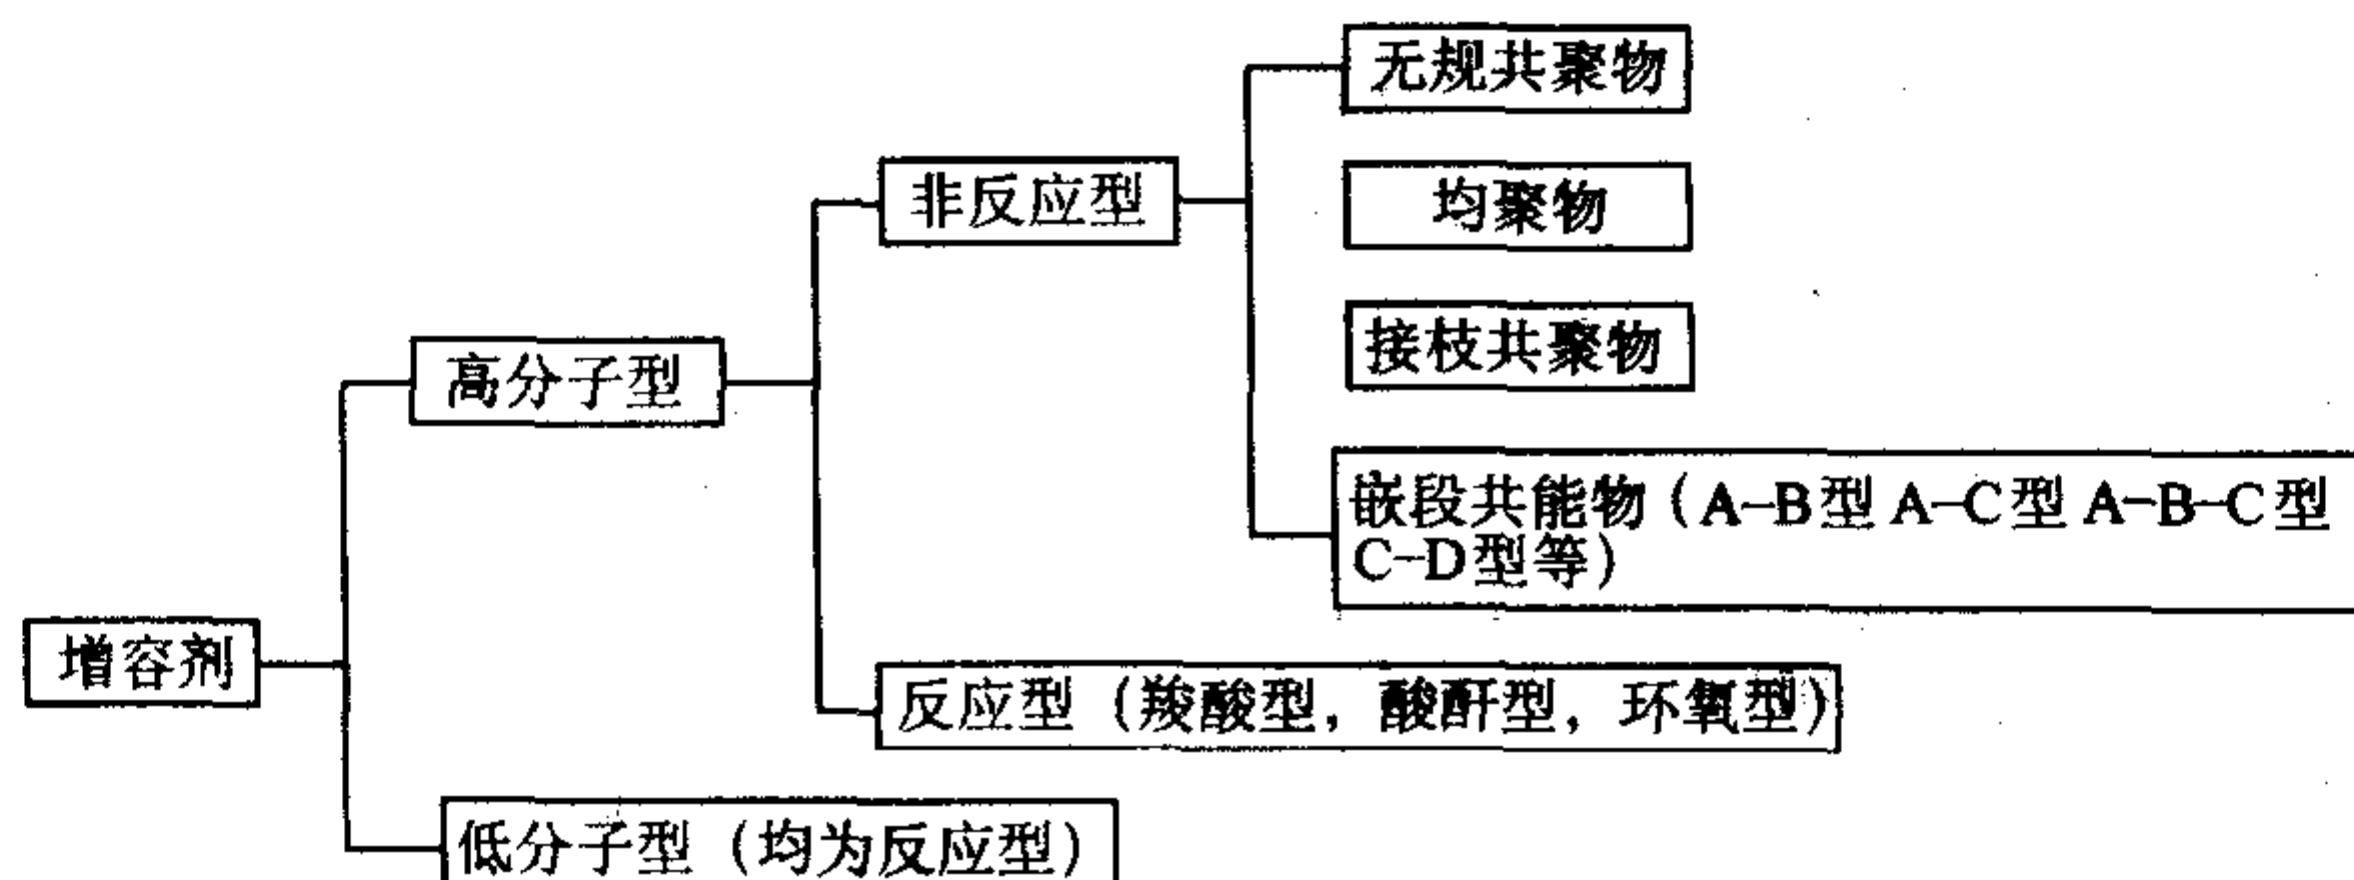 无规共聚物
非反应型
均聚物
接枝共聚物
高分子型
嵌段共能物（A-B型 A-C型 A-B-C型
C-D型等）
增容剂
反应型（羧酸型，酸酐型，环氧型）
低分子型（均为反应型）